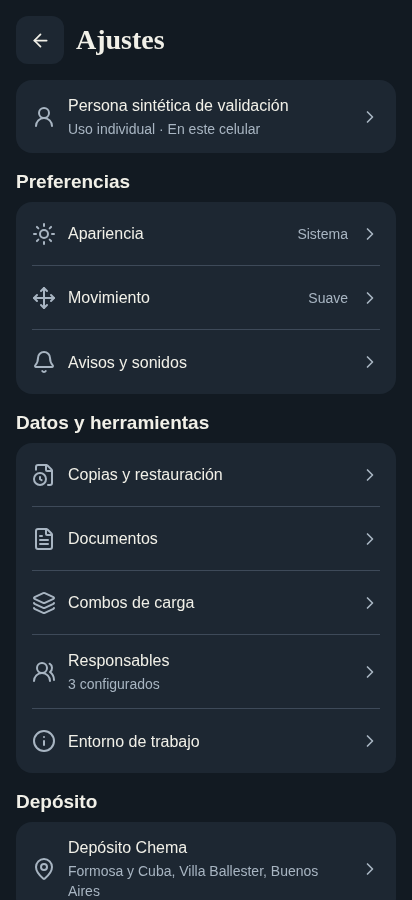 Ajustes
Persona sintética de validación
Uso individual · En este celular
Preferencias
Apariencia Sistema
Movimiento Suave
Avisos y sonidos
Datos y herramientas
Copias y restauración
Documentos
Combos de carga
Responsables
3 configurados
Entorno de trabajo
Depósito
Depósito Chema
Formosa y Cuba, Villa Ballester, Buenos
Aires